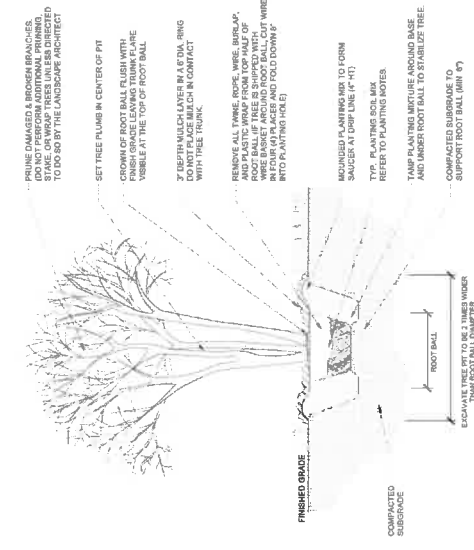 PRUNE DAMAGED & BROKEN BRANCHES.
(DO NOT PERFORM ADDITIONAL PRUNING,
STAKE, OR WRAP TREES UNLESS DIRECTED
TO DO SO BY THE LANDSCAPE ARCHITECT
SET TREE PLUMB IN CENTER OF PIT
CROWN OF ROOT BALL FLUSH WITH
FINISH GRADE LEAVING TRUNK FLARE
VISIBLE AT THE TOP OF ROOT BALL
3" DEPTH MULCH LAYER IN A 6' DIA. RING
DO NOT PLACE MULCH IN CONTACT
WITH TREE TRUNK.
REMOVE ALL TWINE, ROPE, WIRE, BURLAP,
AND PLASTIC WRAP FROM TOP HALF OF
ROOT BALL (IF TREE IS SHIPPED WITH
WIRE BASKET AROUND ROOT BALL, CUT WIRE
IN FOUR (4) PLACES AND FOLD DOWN 8"
INTO PLANTING HOLE)
MOUNDED PLANTING MIX TO FORM
SAUCER AT DRIP LINE (4" HT)
TYP. PLANTING SOIL MIX
REFER TO PLANTING NOTES.
TAMP PLANTING MIXTURE AROUND BASE
AND UNDER ROOT BALL TO STABILIZE TREE.
COMPACTED SUBGRADE TO
SUPPORT ROOT BALL (MIN 6")
FINISHED GRADE
COMPACTED
SUBGRADE
ROOT BALL
EXCAVATE TREE PIT TO BE 2 TIMES WIDER
THAN ROOT BALL DIAMETER